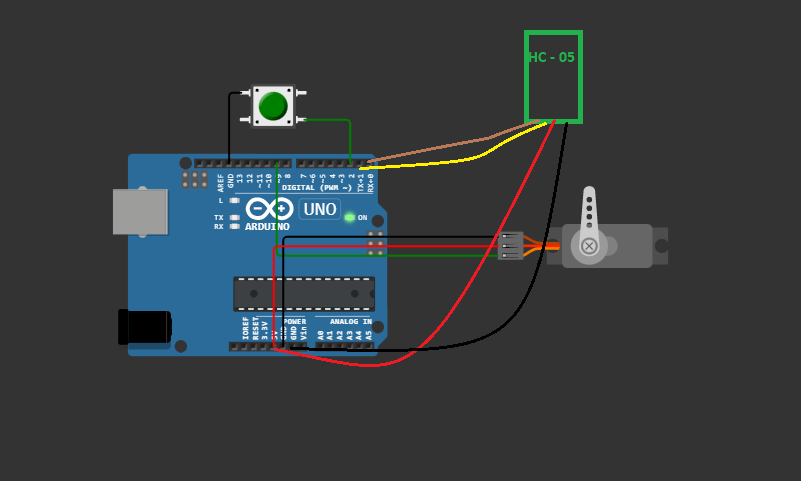 HC - 05
AREF
GND
13
12
~11
~10
~9
8
7
~6
~5
4
~3
2
TX→1
RX←0
DIGITAL (PWM ~)
L
TX
RX
UNO
ON
ARDUINO
IOREF
RESET
3.3V
5V
GND
GND
Vin
POWER
ANALOG IN
A0
A1
A2
A3
A4
A5